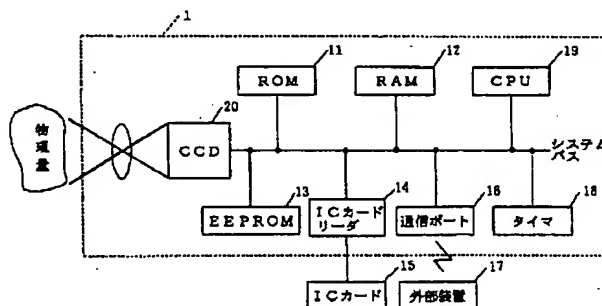 1
11
12
19
ROM
RAM
CPU
20
物理量
CCD
システム
バス
13
14
16
18
EEPROM
ICカード
リーダ
通信ポート
タイマ
15
17
ICカード
外部装置